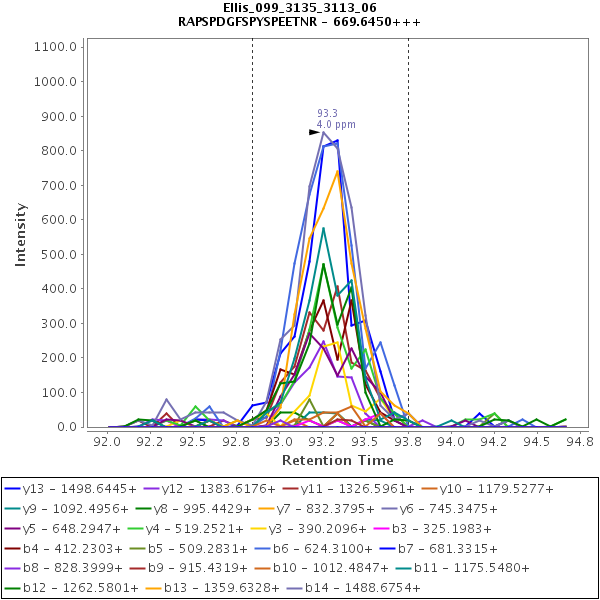 Ellis_099_3135_3113_06
RAPSPDGFSPYSPEETNR - 669.6450+++
1100.0
1000.0
900.0
800.0
700.0
600.0
500.0
400.0
300.0
200.0
100.0
0.0
Intensity
93.3
4.0 ppm
92.0 92.2 92.5 92.8 93.0 93.2 93.5 93.8 94.0 94.2 94.5 94.8
Retention Time
y13 - 1498.6445+ y12 - 1383.6176+ y11 - 1326.5961+ y10 - 1179.5277+
y9 - 1092.4956+ y8 - 995.4429+ y7 - 832.3795+ y6 - 745.3475+
y5 - 648.2947+ y4 - 519.2521+ y3 - 390.2096+ b3 - 325.1983+
b4 - 412.2303+ b5 - 509.2831+ b6 - 624.3100+ b7 - 681.3315+
b8 - 828.3999+ b9 - 915.4319+ b10 - 1012.4847+ b11 - 1175.5480+
b12 - 1262.5801+ b13 - 1359.6328+ b14 - 1488.6754+